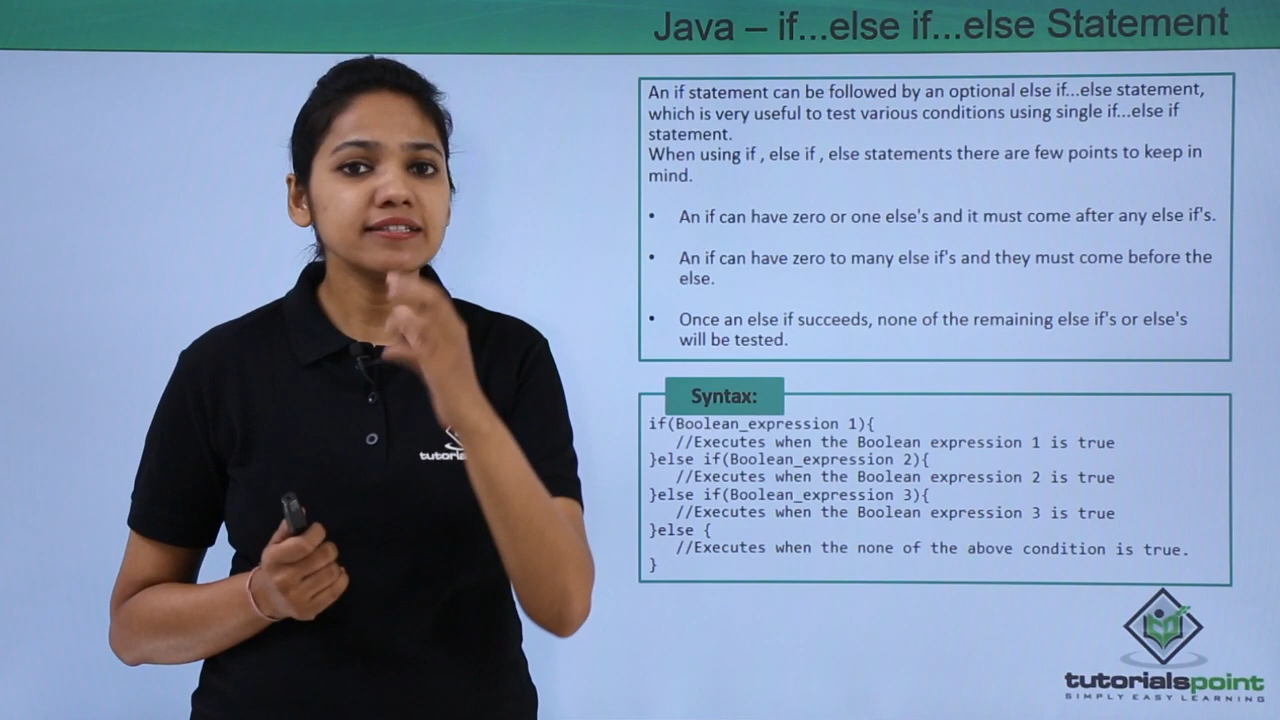 Java – if...else if...else Statement
An if statement can be followed by an optional else if...else statement,
which is very useful to test various conditions using single if...else if
statement.
When using if , else if , else statements there are few points to keep in
mind.
• An if can have zero or one else's and it must come after any else if's.
• An if can have zero to many else if's and they must come before the
else.
• Once an else if succeeds, none of the remaining else if's or else's
will be tested.
Syntax:
if(Boolean_expression 1){
//Executes when the Boolean expression 1 is true
}else if(Boolean_expression 2){
//Executes when the Boolean expression 2 is true
}else if(Boolean_expression 3){
//Executes when the Boolean expression 3 is true
}else {
//Executes when the none of the above condition is true.
}
tutorialspoint
SIMPLY EASY LEARNING